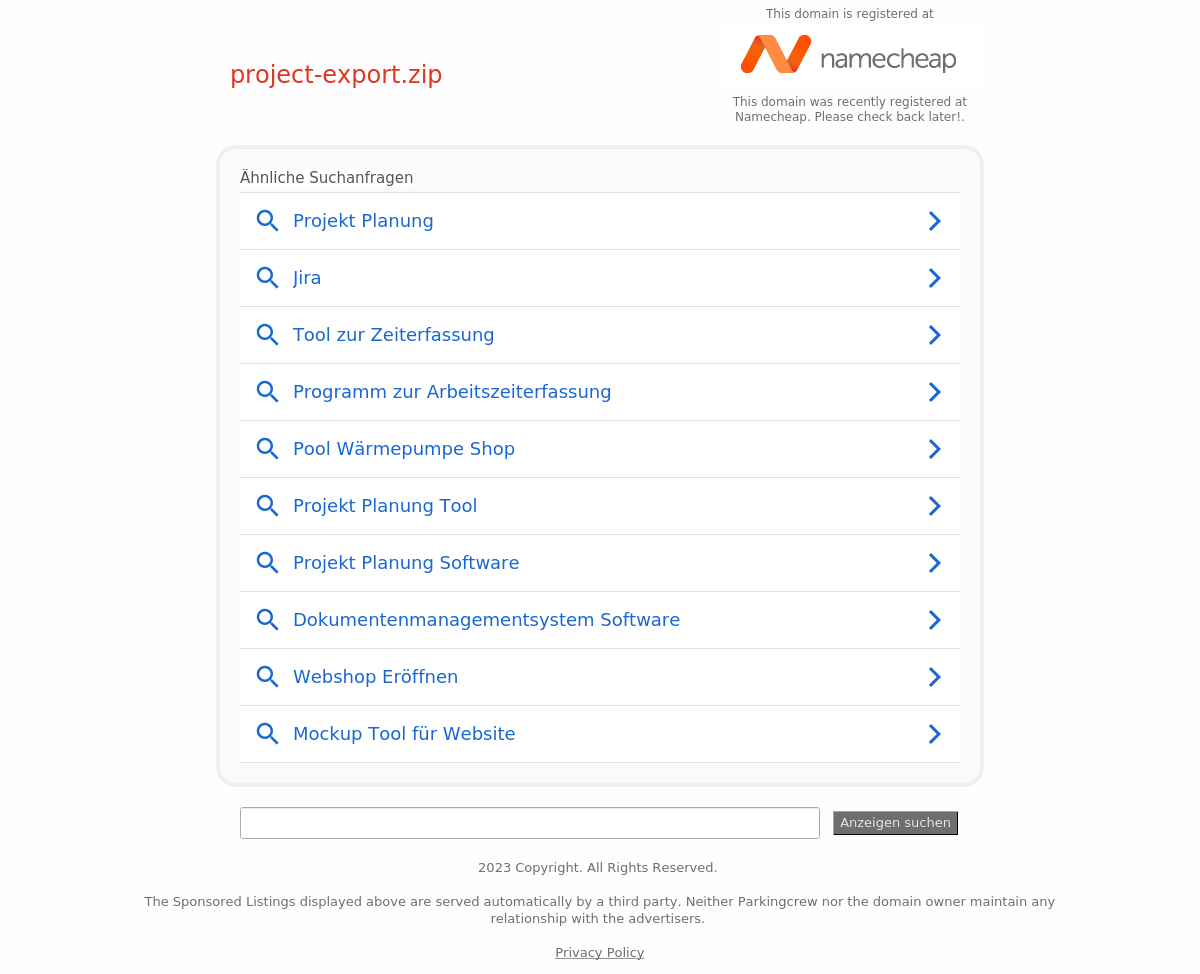 This domain is registered at
namecheap
project-export.zip
This domain was recently registered at
Namecheap. Please check back later!.
Ähnliche Suchanfragen
Projekt Planung
Jira
Tool zur Zeiterfassung
Programm zur Arbeitszeiterfassung
Pool Wärmepumpe Shop
Projekt Planung Tool
Projekt Planung Software
Dokumentenmanagementsystem Software
Webshop Eröffnen
Mockup Tool für Website
Anzeigen suchen
2023 Copyright. All Rights Reserved.
The Sponsored Listings displayed above are served automatically by a third party. Neither Parkingcrew nor the domain owner maintain any
relationship with the advertisers.
Privacy Policy